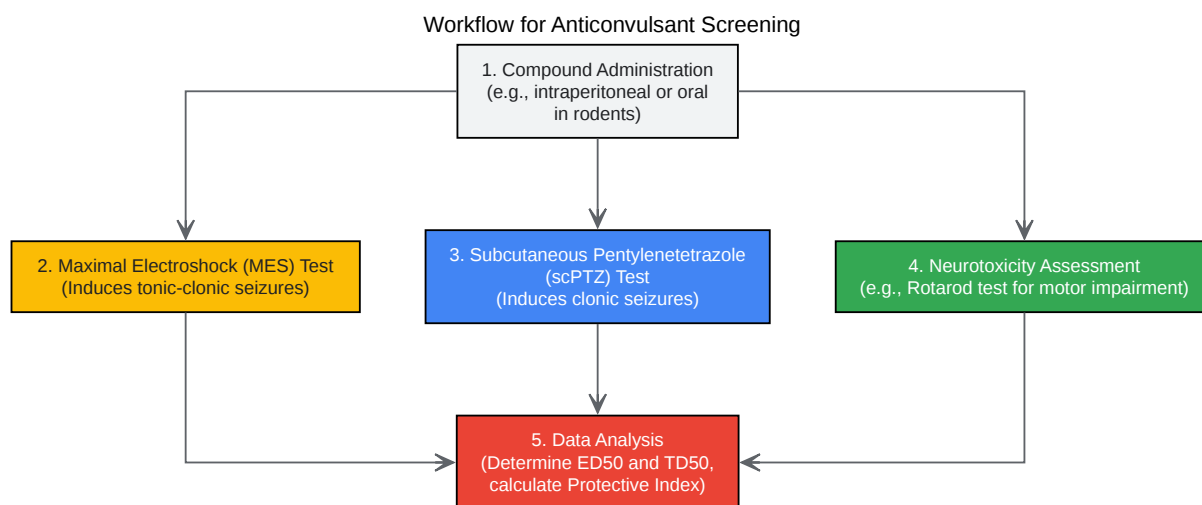 Workflow for Anticonvulsant Screening
1. Compound Administration
(e.g., intraperitoneal or oral
in rodents)
2. Maximal Electroshock (MES) Test
(Induces tonic-clonic seizures)
3. Subcutaneous Pentylenetetrazole
(scPTZ) Test
(Induces clonic seizures)
4. Neurotoxicity Assessment
(e.g., Rotarod test for motor impairment)
5. Data Analysis
(Determine ED50 and TD50,
calculate Protective Index)